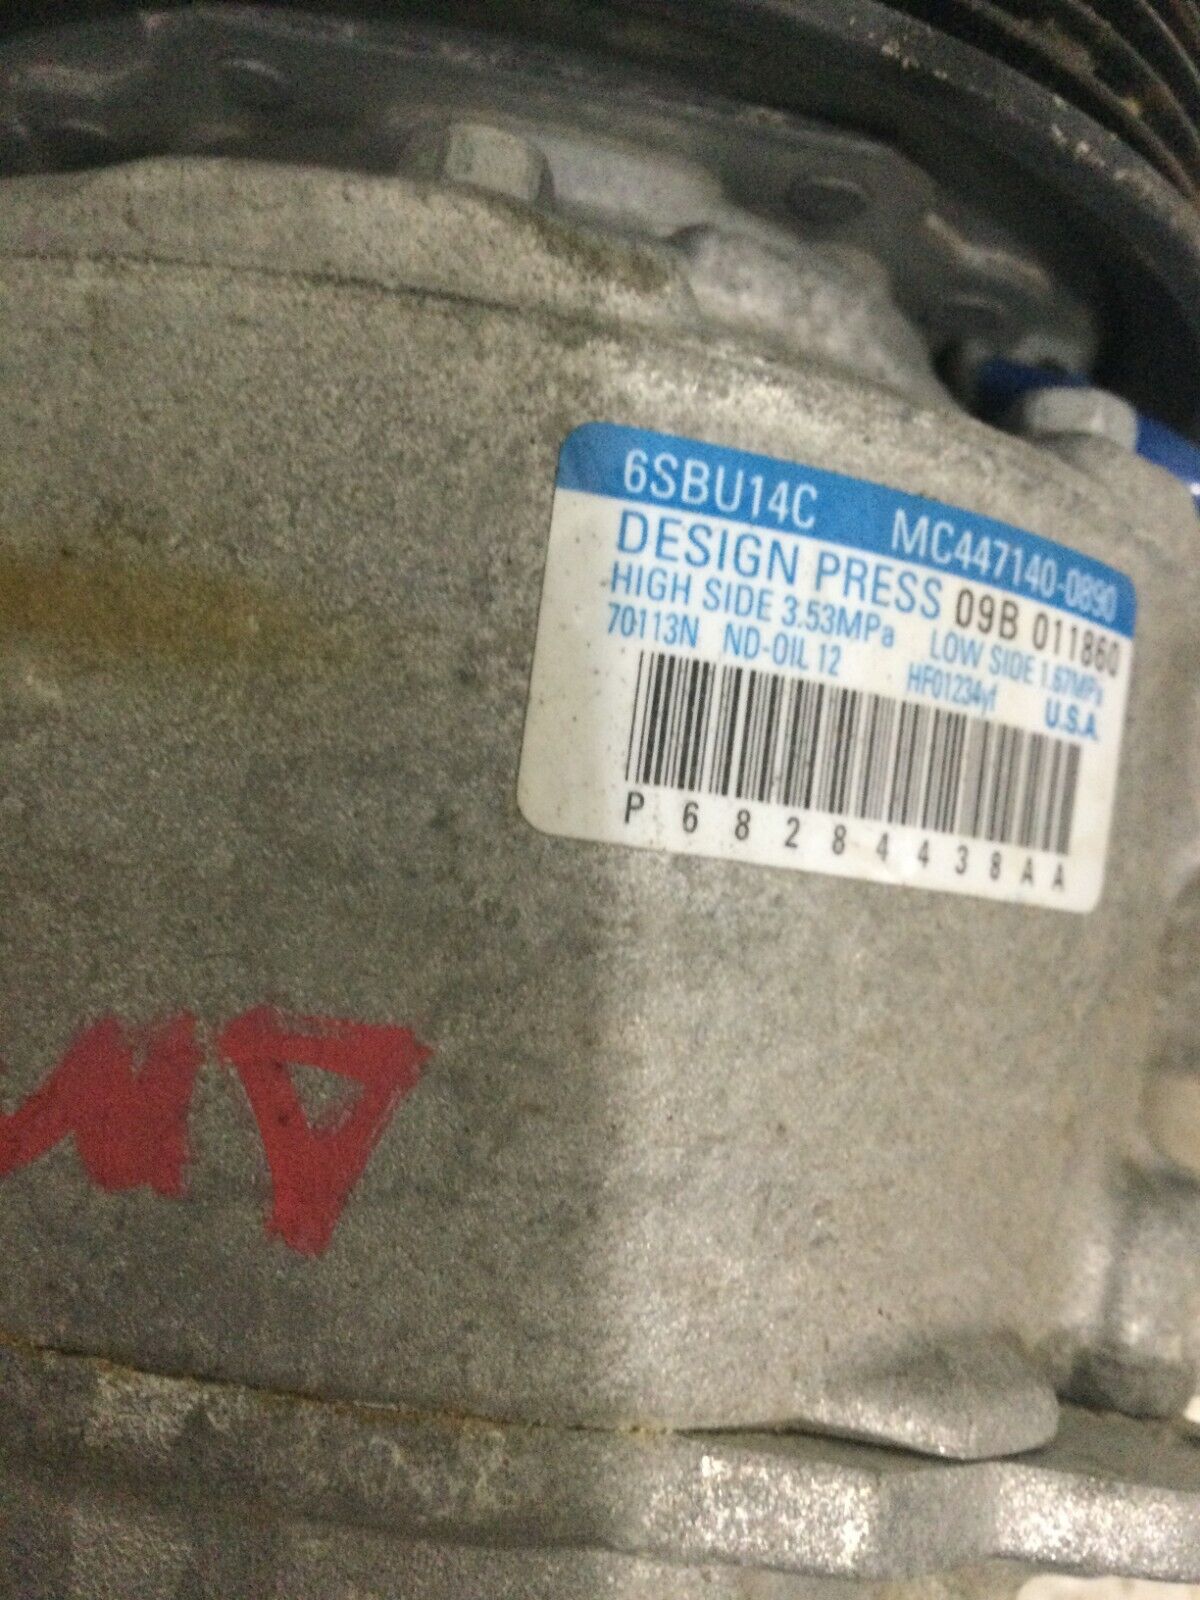 6SBU14C MC447140-0890
DESIGN PRESS 09B 011860
HIGH SIDE 3.53MPa LOW SIDE 1.67MPa
70113N ND-OIL 12 HFO1234yf U.S.A.
P68284438AA